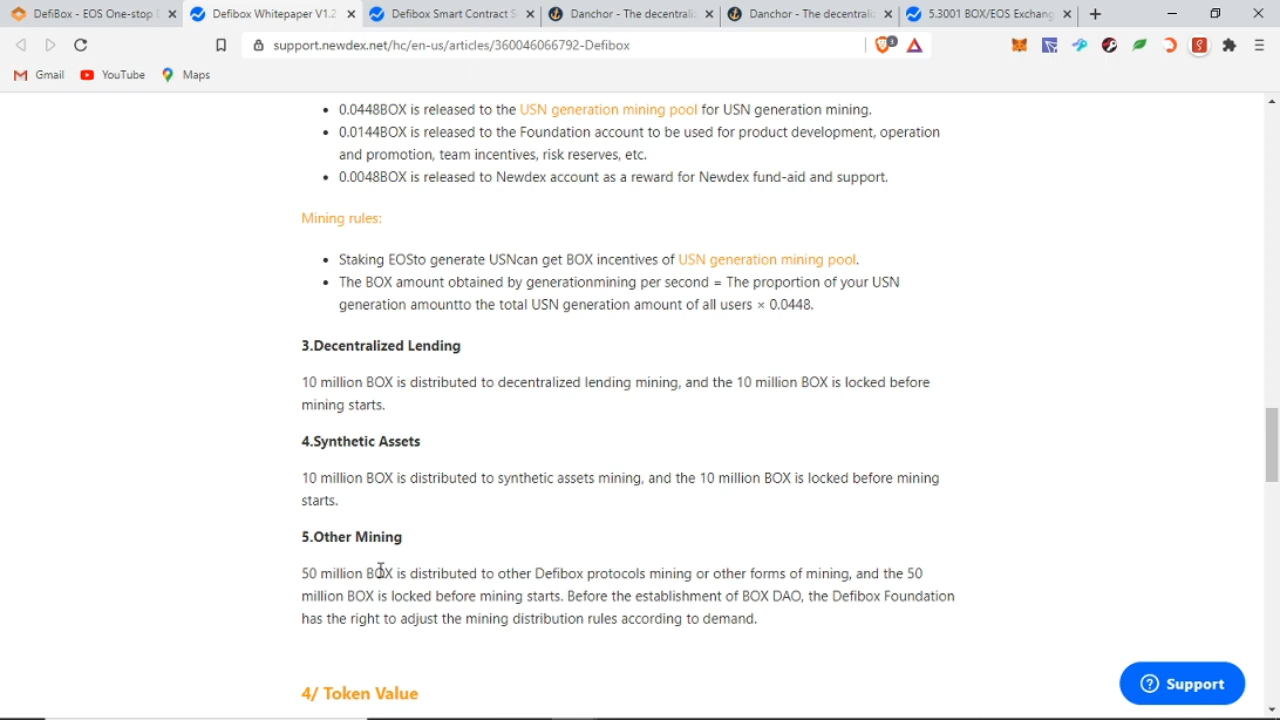 DefiBox - EOS One-stop D
Defibox Whitepaper V1.2
Defibox Smart Contract S
Danchor - The decentraliz
Danchor - The decentraliz
5.3001 BOX/EOS Exchang
support.newdex.net/hc/en-us/articles/360046066792-Defibox
3
Gmail
YouTube
Maps
• 0.0448BOX is released to the USN generation mining pool for USN generation mining.
• 0.0144BOX is released to the Foundation account to be used for product development, operation
and promotion, team incentives, risk reserves, etc.
• 0.0048BOX is released to Newdex account as a reward for Newdex fund-aid and support.
Mining rules:
• Staking EOSto generate USNcan get BOX incentives of USN generation mining pool.
• The BOX amount obtained by generationmining per second = The proportion of your USN
generation amountto the total USN generation amount of all users × 0.0448.
3.Decentralized Lending
10 million BOX is distributed to decentralized lending mining, and the 10 million BOX is locked before
mining starts.
4.Synthetic Assets
10 million BOX is distributed to synthetic assets mining, and the 10 million BOX is locked before mining
starts.
5.Other Mining
50 million BOX is distributed to other Defibox protocols mining or other forms of mining, and the 50
million BOX is locked before mining starts. Before the establishment of BOX DAO, the Defibox Foundation
has the right to adjust the mining distribution rules according to demand.
4/ Token Value
Support